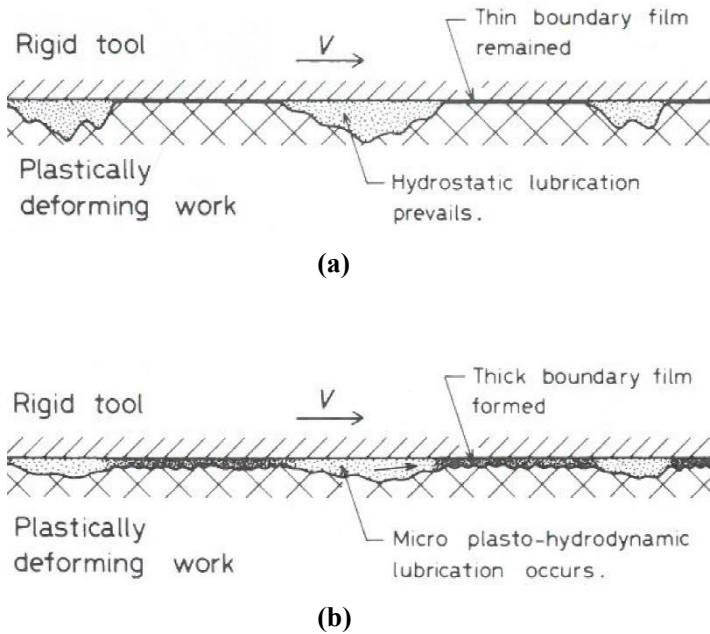 Rigid tool
V
Thin boundary film
remained
Plastically
deforming work
Hydrostatic lubrication
prevails.
(a)
Rigid tool
V
Thick boundary film
formed
Plastically
deforming work
Micro plasto-hydrodynamic
lubrication occurs.
(b)